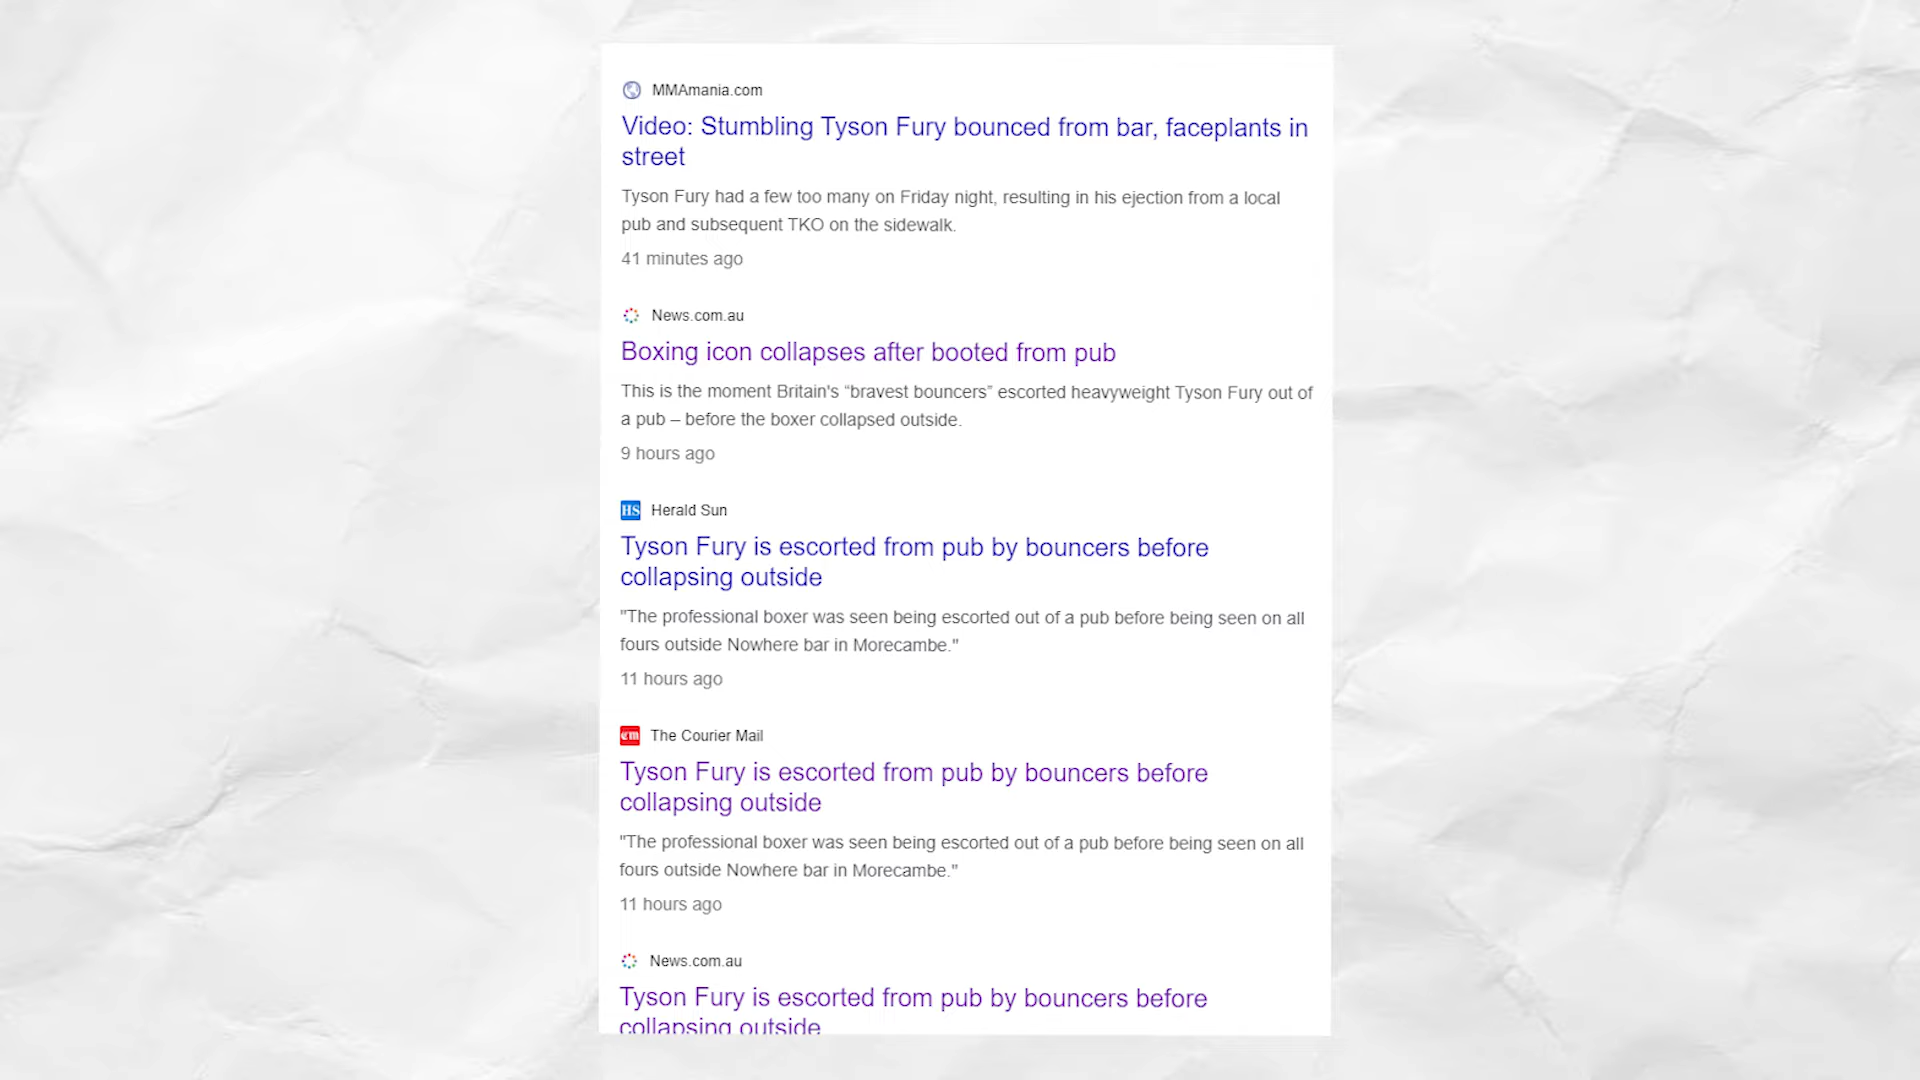 MMAmania.com
Video: Stumbling Tyson Fury bounced from bar, faceplants in
street
Tyson Fury had a few too many on Friday night, resulting in his ejection from a local
pub and subsequent TKO on the sidewalk.
41 minutes ago
News.com.au
Boxing icon collapses after booted from pub
This is the moment Britain's “bravest bouncers” escorted heavyweight Tyson Fury out of
a pub – before the boxer collapsed outside.
9 hours ago
HS Herald Sun
Tyson Fury is escorted from pub by bouncers before
collapsing outside
"The professional boxer was seen being escorted out of a pub before being seen on all
fours outside Nowhere bar in Morecambe."
11 hours ago
cm The Courier Mail
Tyson Fury is escorted from pub by bouncers before
collapsing outside
"The professional boxer was seen being escorted out of a pub before being seen on all
fours outside Nowhere bar in Morecambe."
11 hours ago
News.com.au
Tyson Fury is escorted from pub by bouncers before
collapsing outside